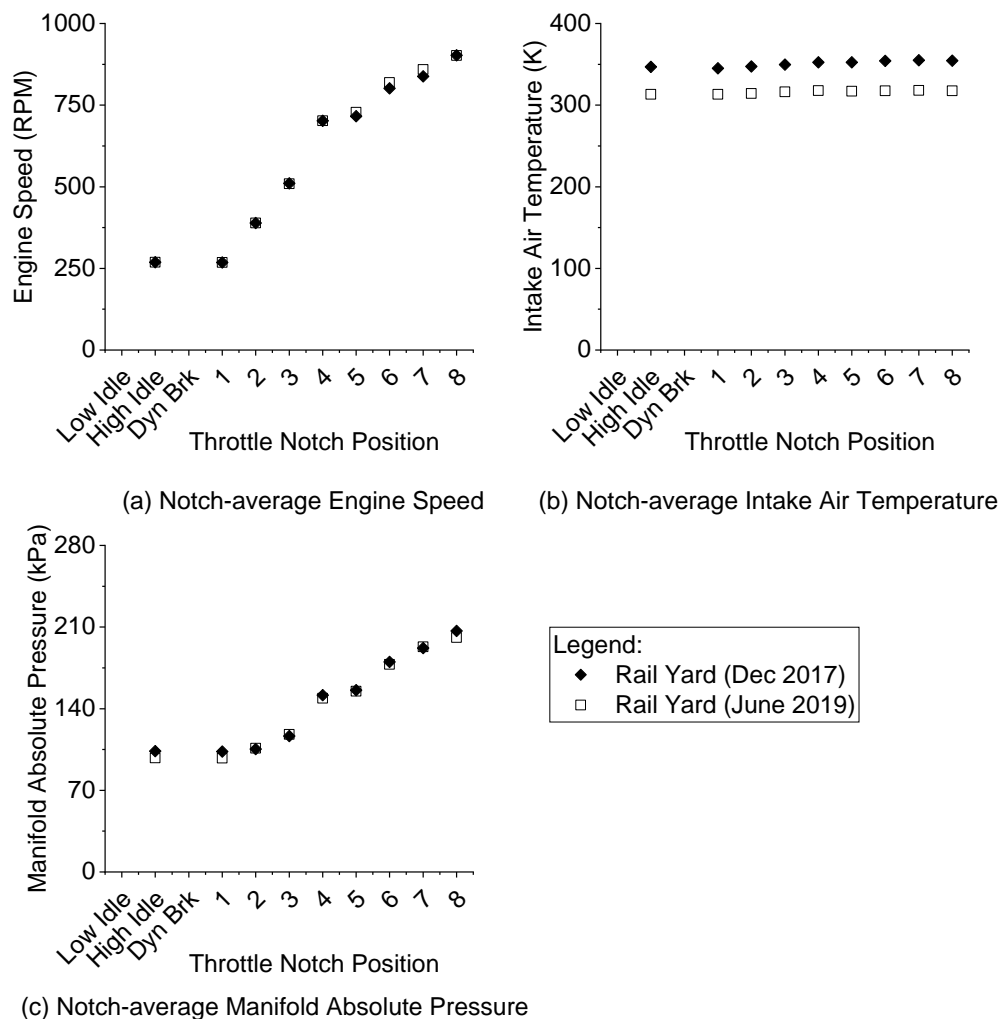 1000
750
500
250
0
Engine Speed (RPM)
Low Idle
High Idle
Dyn Brk
1
2
3
4
5
6
7
8
Throttle Notch Position
(a) Notch-average Engine Speed
400
300
200
100
0
Intake Air Temperature (K)
Low Idle
High Idle
Dyn Brk
1
2
3
4
5
6
7
8
Throttle Notch Position
(b) Notch-average Intake Air Temperature
280
210
140
70
0
Manifold Absolute Pressure (kPa)
Low Idle
High Idle
Dyn Brk
1
2
3
4
5
6
7
8
Throttle Notch Position
(c) Notch-average Manifold Absolute Pressure
Legend:
Rail Yard (Dec 2017)
Rail Yard (June 2019)